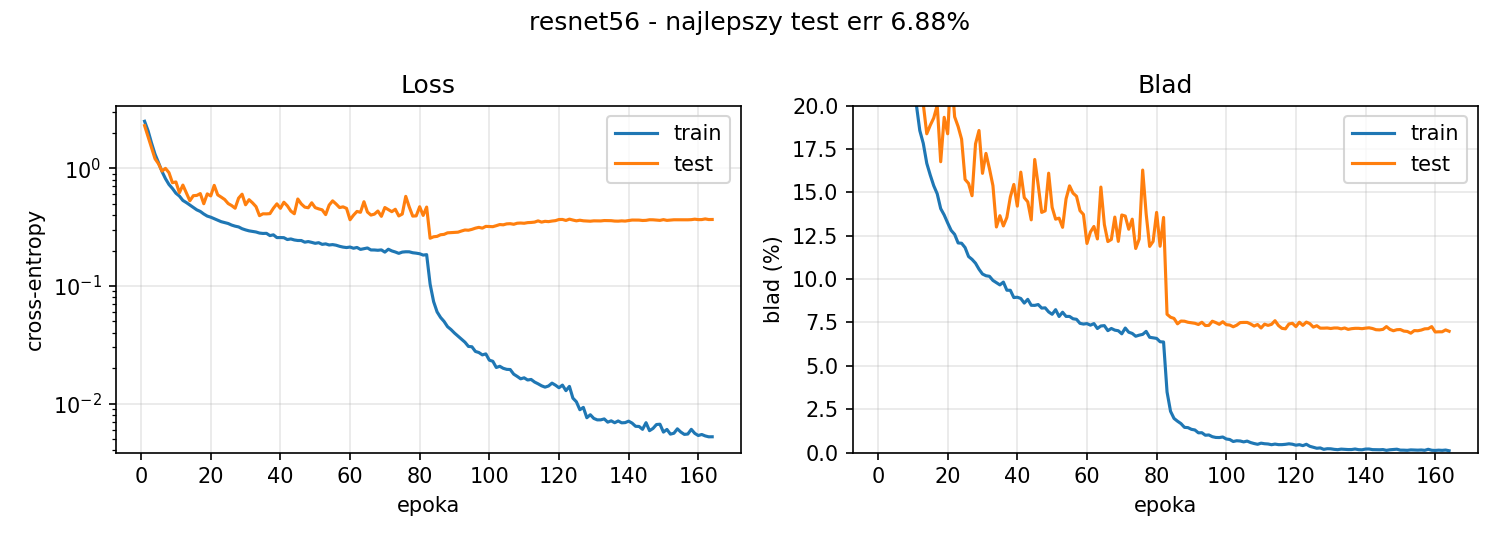 resnet56 - najlepszy test err 6.88%
Loss
train
test
10^0
10^-1
10^-2
cross-entropy
0 20 40 60 80 100 120 140 160
epoka
Blad
train
test
20.0
17.5
15.0
12.5
10.0
7.5
5.0
2.5
0.0
blad (%)
0 20 40 60 80 100 120 140 160
epoka